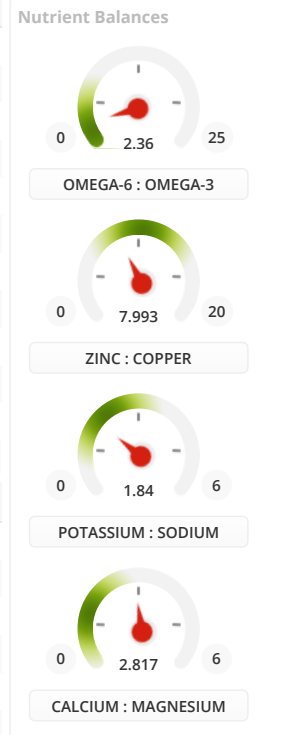 Nutrient Balances
2.36
0
25
OMEGA-6 : OMEGA-3
7.993
0
20
ZINC : COPPER
1.84
0
6
POTASSIUM : SODIUM
2.817
0
6
CALCIUM : MAGNESIUM